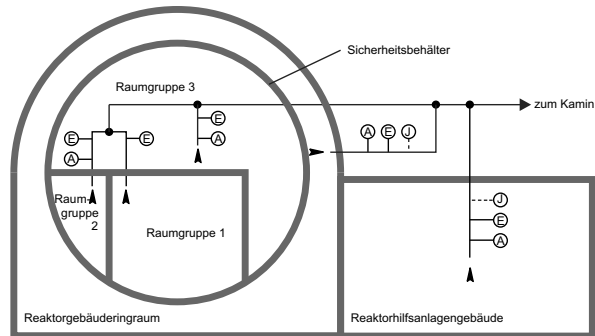 Sicherheitsbehälter
Raumgruppe 3
zum Kamin
E
A
E
A
E
J
E
A
E
A
J
E
A
Raum-
gruppe
2
Raumgruppe 1
Reaktorgebäuderingraum
Reaktorhilfsanlagengebäude